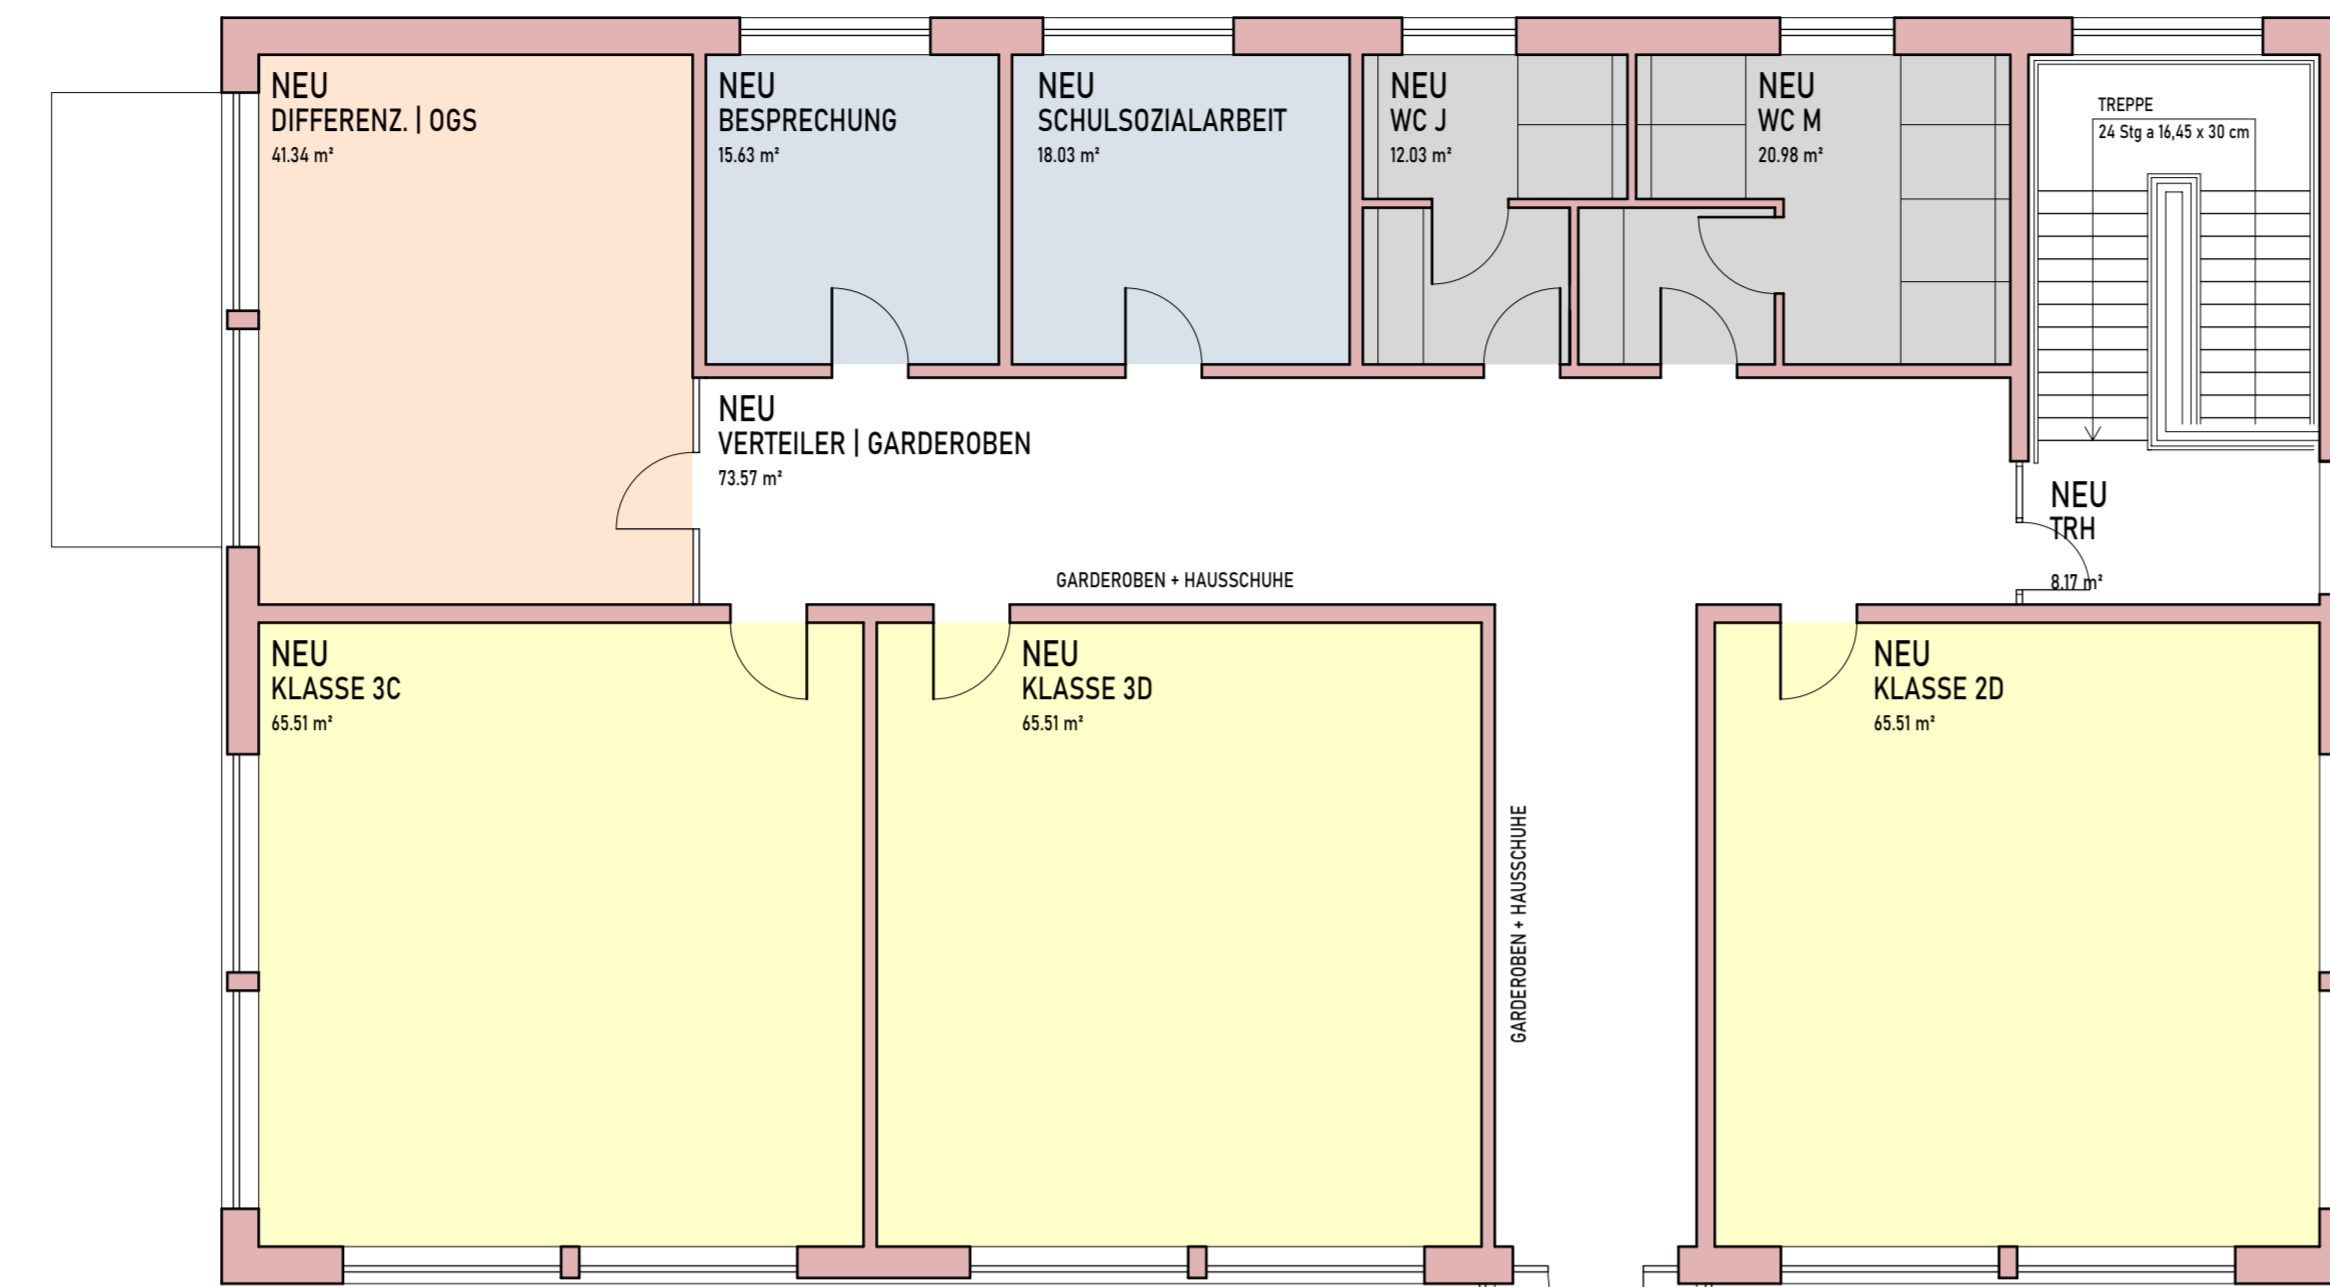 NEU
DIFFERENZ. | OGS
41.34 m²
NEU
BESPRECHUNG
15.63 m²
NEU
SCHULSOZIALARBEIT
18.03 m²
NEU
WC J
12.03 m²
NEU
WC M
20.98 m²
TREPPE
24 Stg a 16,45 x 30 cm
NEU
VERTEILER | GARDEROBEN
73.57 m²
NEU
TRH
8.17 m²
GARDEROBEN + HAUSSCHUHE
NEU
KLASSE 3C
65.51 m²
NEU
KLASSE 3D
65.51 m²
GARDEROBEN + HAUSSCHUHE
NEU
KLASSE 2D
65.51 m²